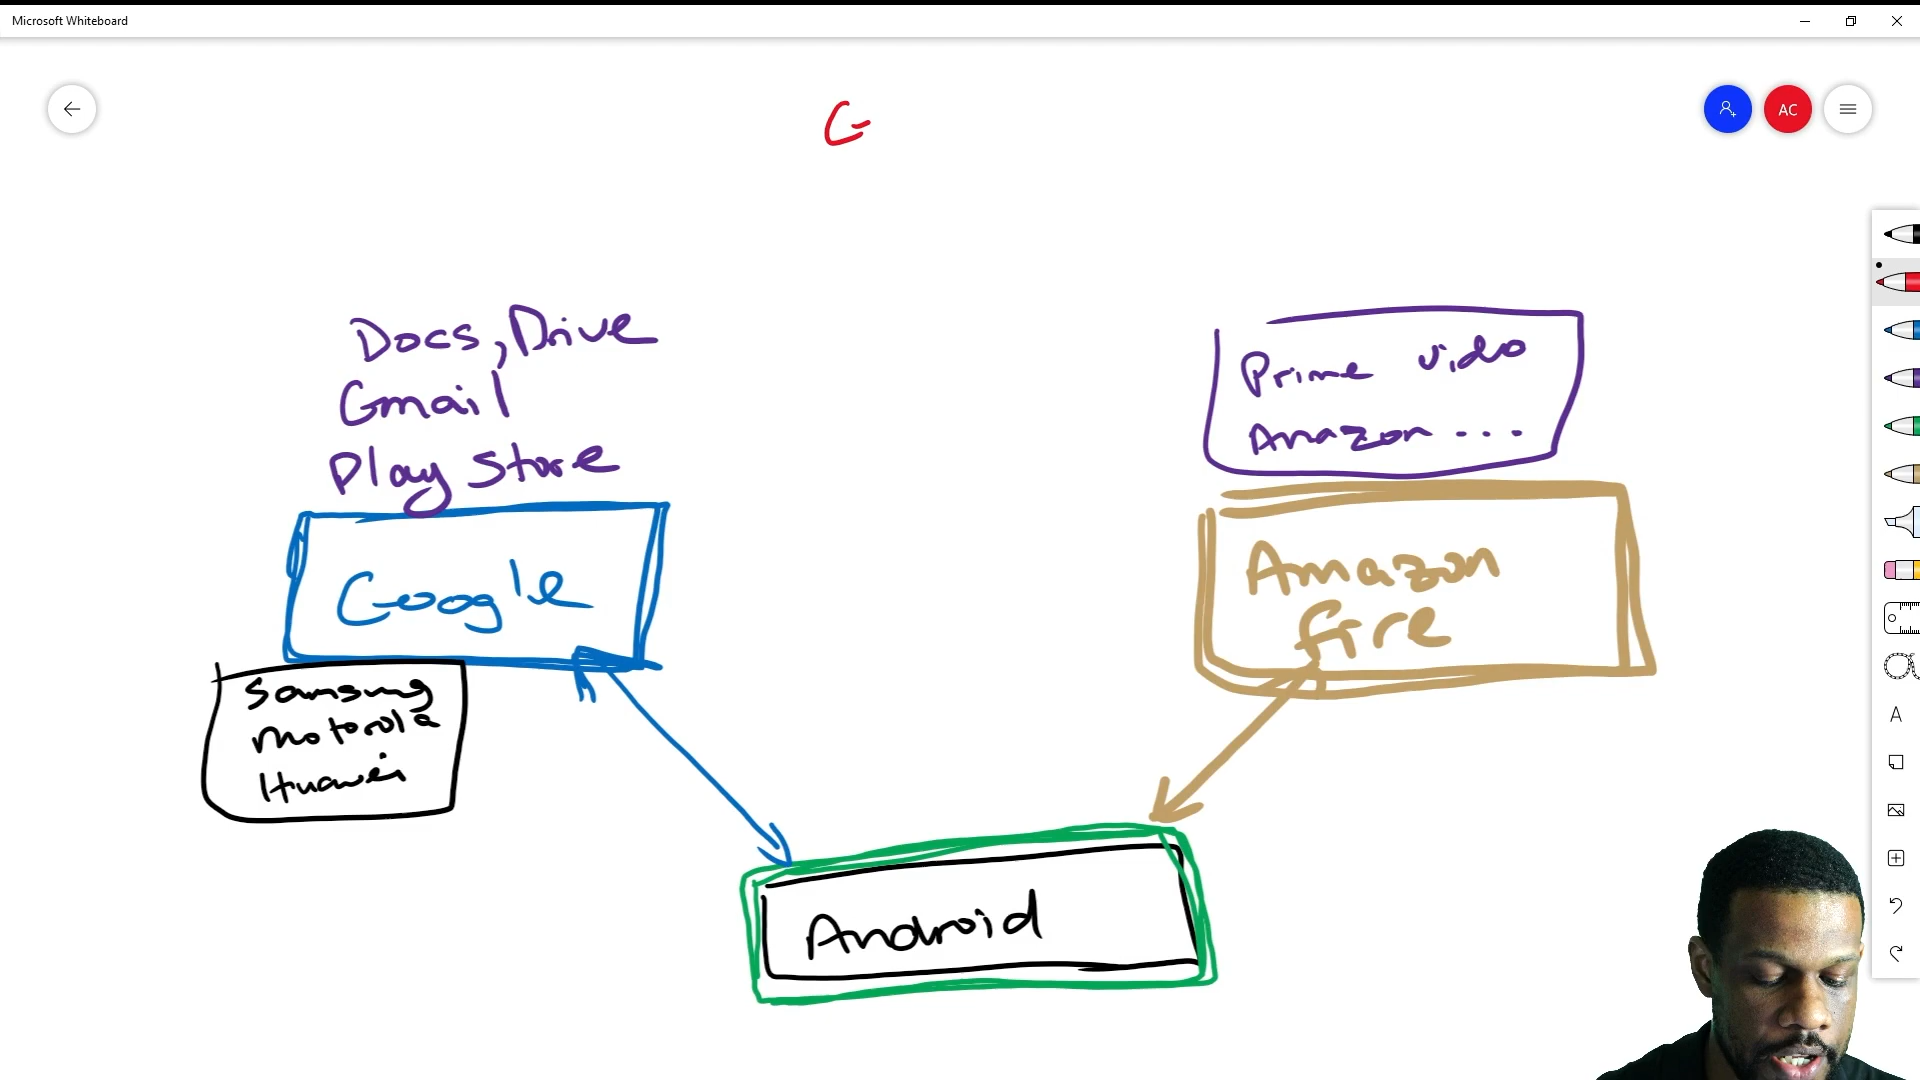 Microsoft Whiteboard
G
AC
Docs, Drive
Gmail
Play Store
Google
Samsung
Motorola
Huawei
Prime Video
Amazon ...
Amazon
fire
Android
A